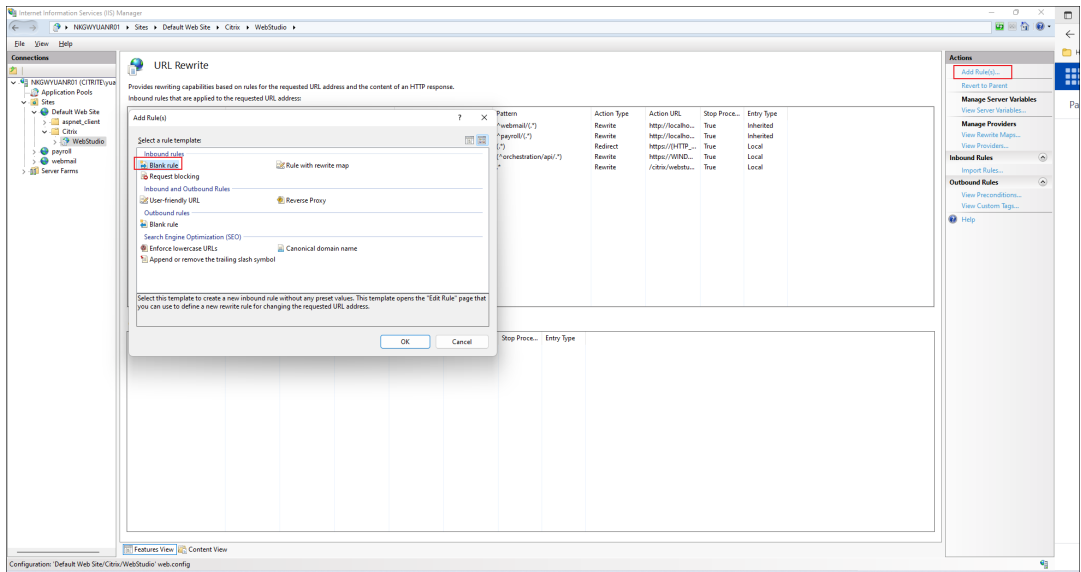 Internet Information Services (IIS) Manager
NKGWYUANR01 ▸ Sites ▸ Default Web Site ▸ Citrix ▸ WebStudio ▸
File View Help
Connections
NKGWYUANR01 (CITRITE\yua
Application Pools
Sites
Default Web Site
aspnet_client
Citrix
WebStudio
payroll
webmail
Server Farms
URL Rewrite
Provides rewriting capabilities based on rules for the requested URL address and the content of an HTTP response.
Inbound rules that are applied to the requested URL address:
Pattern Action Type Action URL Stop Proce... Entry Type
^webmail/(.*) Rewrite http://localho... True Inherited
^payroll/(.*) Rewrite http://localho... True Inherited
(.*) Redirect https://{HTTP_... True Local
(^orchestration/api/.*) Rewrite https://WIND... True Local
.* Rewrite /citrix/webstu... True Local
Add Rule(s)
? ×
Select a rule template:
Inbound rules
Blank rule Rule with rewrite map
Request blocking
Inbound and Outbound Rules
User-friendly URL Reverse Proxy
Outbound rules
Blank rule
Search Engine Optimization (SEO)
Enforce lowercase URLs Canonical domain name
Append or remove the trailing slash symbol
Select this template to create a new inbound rule without any preset values. This template opens the "Edit Rule" page that
you can use to define a new rewrite rule for changing the requested URL address.
OK Cancel
Stop Proce... Entry Type
Features View Content View
Actions
Add Rule(s)...
Revert to Parent
Manage Server Variables
View Server Variables...
Manage Providers
View Rewrite Maps...
View Providers...
Inbound Rules
Import Rules...
Outbound Rules
View Preconditions...
View Custom Tags...
Help
H
Pa
Configuration: 'Default Web Site/Citrix/WebStudio' web.config